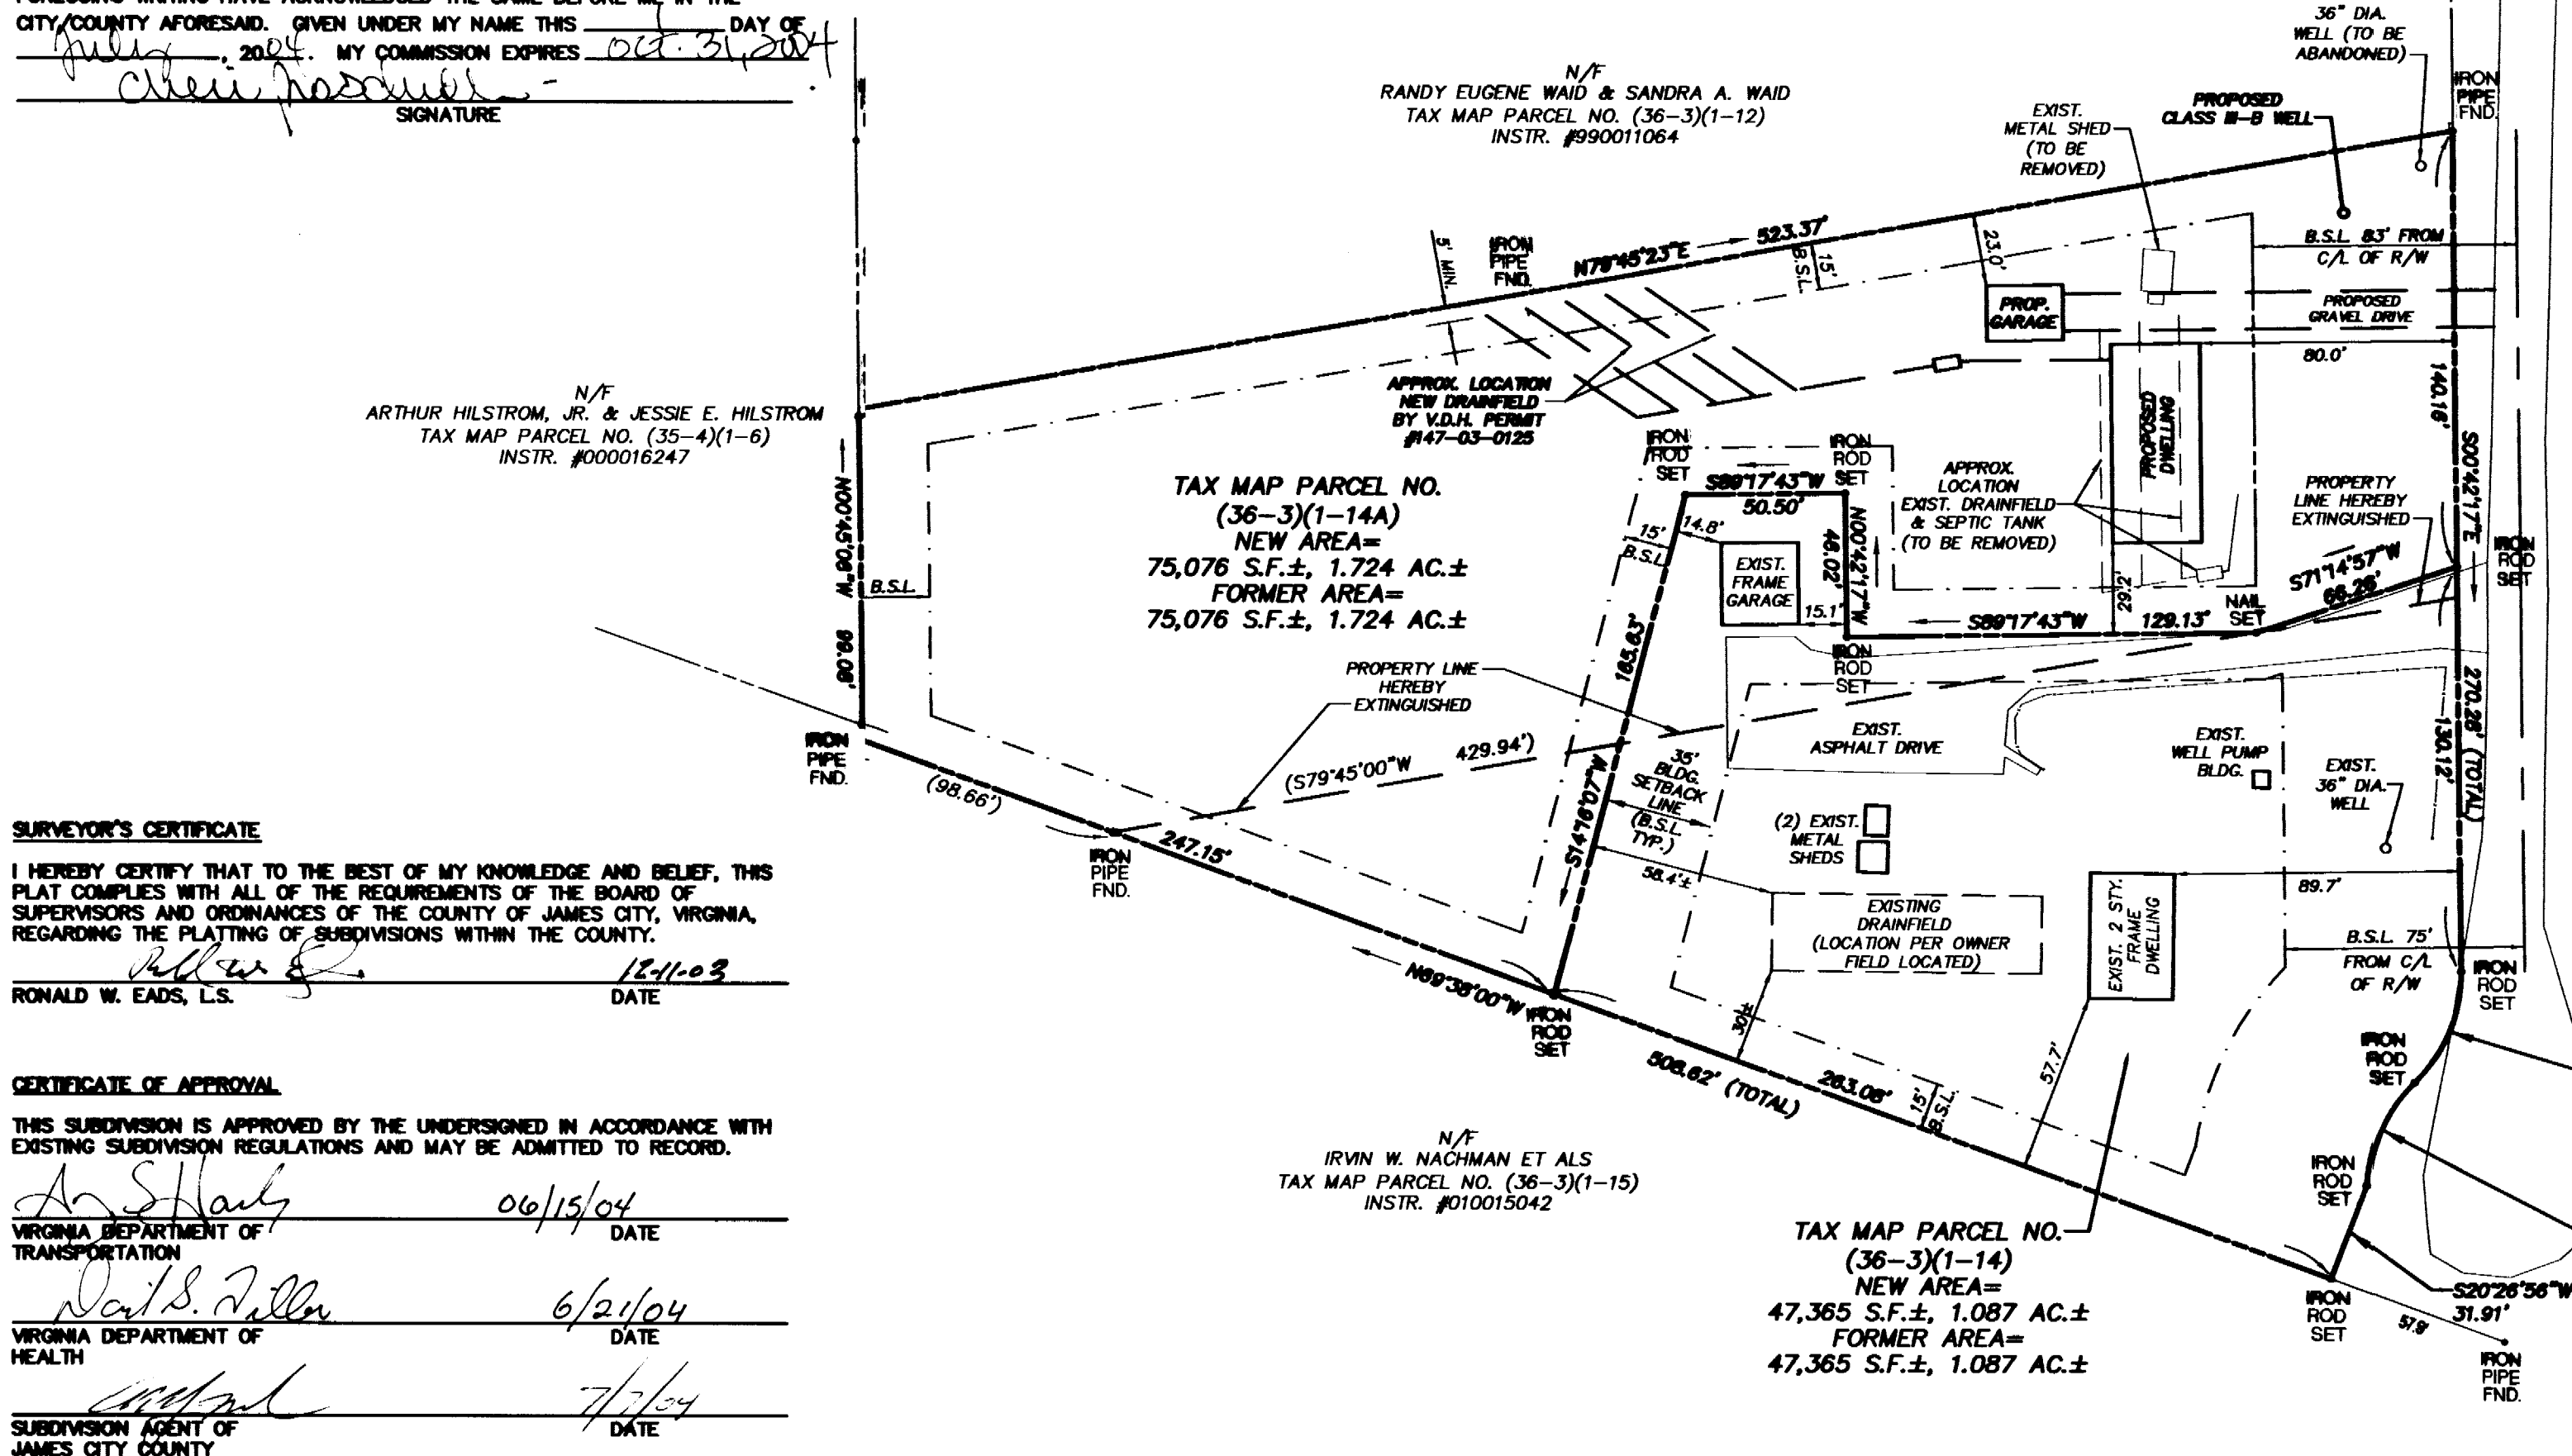 CITY/COUNTY AFORESAID. GIVEN UNDER MY NAME THIS DAY OF
July, 2004. MY COMMISSION EXPIRES Oct. 31, 2004
SIGNATURE
N/F
RANDY EUGENE WAID & SANDRA A. WAID
TAX MAP PARCEL NO. (36-3)(1-12)
INSTR. #990011064
36" DIA.
WELL (TO BE
ABANDONED)
IRON
PIPE
FND.
PROPOSED
CLASS III-B WELL
EXIST.
METAL SHED
(TO BE
REMOVED)
5' MIN.
IRON
PIPE
FND.
N79°45'23"E
523.37'
15'
B.S.L.
23.0'
B.S.L. 83' FROM
C/L OF R/W
PROP.
GARAGE
PROPOSED
GRAVEL DRIVE
80.0'
140.16'
S00°42'17"E
N/F
ARTHUR HILSTROM, JR. & JESSIE E. HILSTROM
TAX MAP PARCEL NO. (35-4)(1-6)
INSTR. #000016247
APPROX. LOCATION
NEW DRAINFIELD
BY V.D.H. PERMIT
#147-03-0125
PROPOSED
DWELLING
IRON
ROD
SET
IRON
ROD
SET
S89°17'43"W
50.50'
APPROX.
LOCATION
EXIST. DRAINFIELD
& SEPTIC TANK
(TO BE REMOVED)
PROPERTY
LINE HEREBY
EXTINGUISHED
IRON
ROD
SET
TAX MAP PARCEL NO.
(36-3)(1-14A)
NEW AREA=
75,076 S.F.±, 1.724 AC.±
FORMER AREA=
75,076 S.F.±, 1.724 AC.±
N00°45'06"W
99.06'
B.S.L.
15'
B.S.L.
14.8'
EXIST.
FRAME
GARAGE
15.1'
N00°42'17"W
46.02'
29.2'
S71°14'57"W
66.26'
NAIL
SET
S89°17'43"W
129.13'
IRON
ROD
SET
165.63'
PROPERTY LINE
HEREBY
EXTINGUISHED
270.28' (TOTAL)
130.12'
IRON
PIPE
FND.
(98.66')
(S79°45'00"W 429.94')
S14°16'07"W
35'
BLDG.
SETBACK
LINE
(B.S.L.
TYP.)
EXIST.
ASPHALT DRIVE
EXIST.
WELL PUMP
BLDG.
EXIST.
36" DIA.
WELL
(2) EXIST.
METAL
SHEDS
247.15'
IRON
PIPE
FND.
58.4'±
EXISTING
DRAINFIELD
(LOCATION PER OWNER
FIELD LOCATED)
EXIST. 2 STY.
FRAME
DWELLING
89.7'
B.S.L. 75'
FROM C/L
OF R/W
IRON
ROD
SET
N69°38'00"W
IRON
ROD
SET
30'±
57.7'
508.62' (TOTAL)
263.08'
15'
B.S.L.
IRON
ROD
SET
IRON
ROD
SET
N/F
IRVIN W. NACHMAN ET ALS
TAX MAP PARCEL NO. (36-3)(1-15)
INSTR. #010015042
TAX MAP PARCEL NO.
(36-3)(1-14)
NEW AREA=
47,365 S.F.±, 1.087 AC.±
FORMER AREA=
47,365 S.F.±, 1.087 AC.±
S20°26'56"W
31.91'
IRON
ROD
SET
57.9'
IRON
PIPE
FND.
SURVEYOR'S CERTIFICATE
I HEREBY CERTIFY THAT TO THE BEST OF MY KNOWLEDGE AND BELIEF, THIS
PLAT COMPLIES WITH ALL OF THE REQUIREMENTS OF THE BOARD OF
SUPERVISORS AND ORDINANCES OF THE COUNTY OF JAMES CITY, VIRGINIA,
REGARDING THE PLATTING OF SUBDIVISIONS WITHIN THE COUNTY.
12-11-03
RONALD W. EADS, L.S. DATE
CERTIFICATE OF APPROVAL
THIS SUBDIVISION IS APPROVED BY THE UNDERSIGNED IN ACCORDANCE WITH
EXISTING SUBDIVISION REGULATIONS AND MAY BE ADMITTED TO RECORD.
06/15/04
VIRGINIA DEPARTMENT OF DATE
TRANSPORTATION
6/21/04
VIRGINIA DEPARTMENT OF DATE
HEALTH
7/7/04
SUBDIVISION AGENT OF DATE
JAMES CITY COUNTY